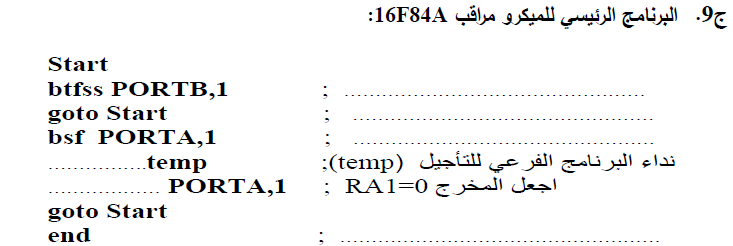 ج9. البرنامج الرئيسي للميكرو مراقب 16F84A:
Start
btfss PORTB,1 ; ................................................
goto Start ; ................................................
bsf PORTA,1 ; ................................................
................temp ;(temp) نداء البرنامج الفرعي للتأجيل
.................. PORTA,1 ; RA1=0 اجعل المخرج
goto Start
end ; ...................................................